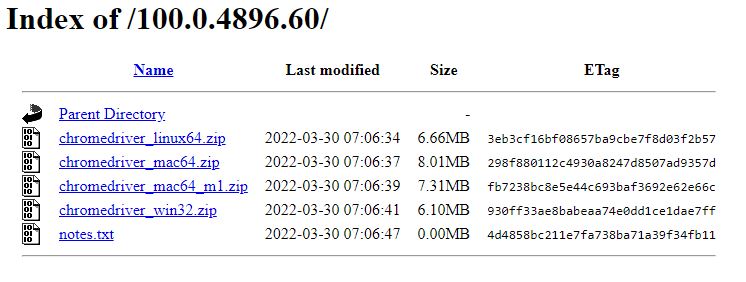 Index of /100.0.4896.60/
Name Last modified Size ETag
Parent Directory -
chromedriver_linux64.zip 2022-03-30 07:06:34 6.66MB 3eb3cf16bf08657ba9cbe7f8d03f2b57
chromedriver_mac64.zip 2022-03-30 07:06:37 8.01MB 298f880112c4930a8247d8507ad9357d
chromedriver_mac64_m1.zip 2022-03-30 07:06:39 7.31MB fb7238bc8e5e44c693baf3692e62e66c
chromedriver_win32.zip 2022-03-30 07:06:41 6.10MB 930ff33ae8babeaa74e0dd1ce1dae7ff
notes.txt 2022-03-30 07:06:47 0.00MB 4d4858bc211e7fa738ba71a39f34fb11